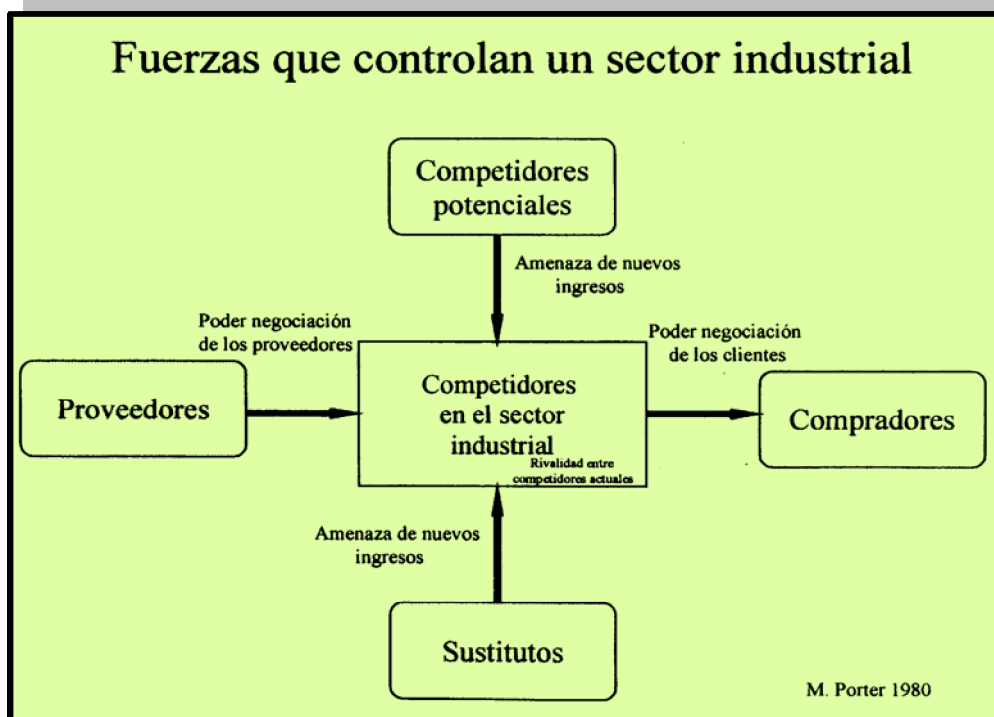 Fuerzas que controlan un sector industrial
Competidores
potenciales
Amenaza de nuevos
ingresos
Poder negociación
de los proveedores
Poder negociación
de los clientes
Proveedores
Competidores
en el sector
industrial
Rivalidad entre
competidores actuales
Compradores
Amenaza de nuevos
ingresos
Sustitutos
M. Porter 1980